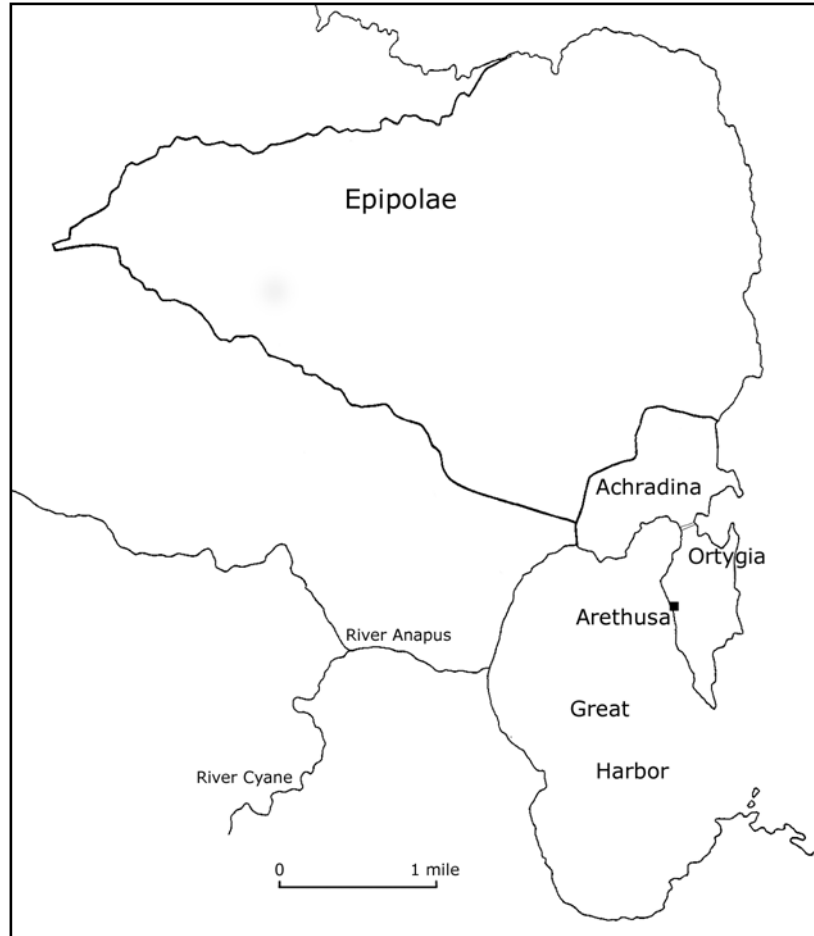 Epipolae
Achradina
Ortygia
Arethusa
River Anapus
Great
Harbor
River Cyane
0 1 mile